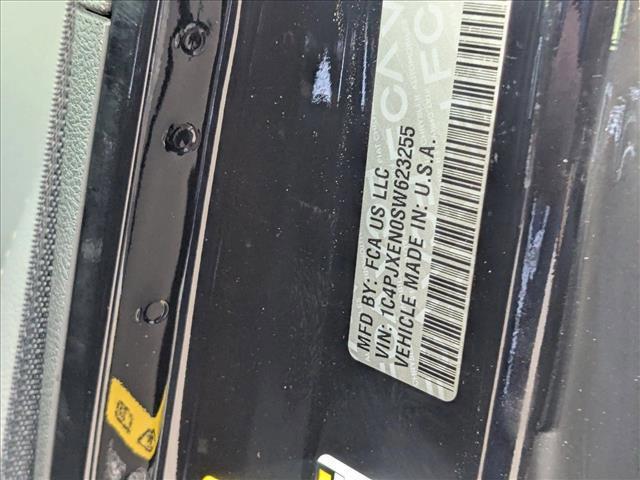 MFD BY: FCA US LLC
VIN: 1C4PJXEN0SW623255
VEHICLE MADE IN: U.S.A.